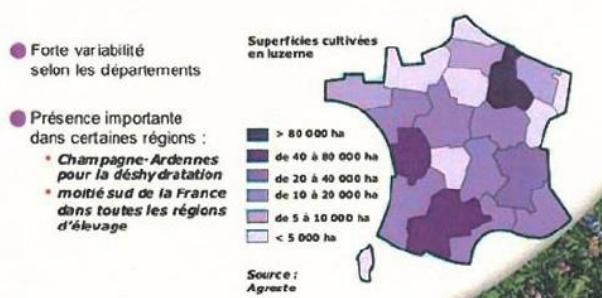 Forte variabilité
selon les départements
Présence importante
dans certaines régions :
Champagne-Ardennes
pour la déshydratation
moitié sud de la France
dans toutes les régions
d'élevage
Superficies cultivées
en luzerne
> 80 000 ha
de 40 à 80 000 ha
de 20 à 40 000 ha
de 10 à 20 000 ha
de 5 à 10 000 ha
< 5 000 ha
Source :
Agreste